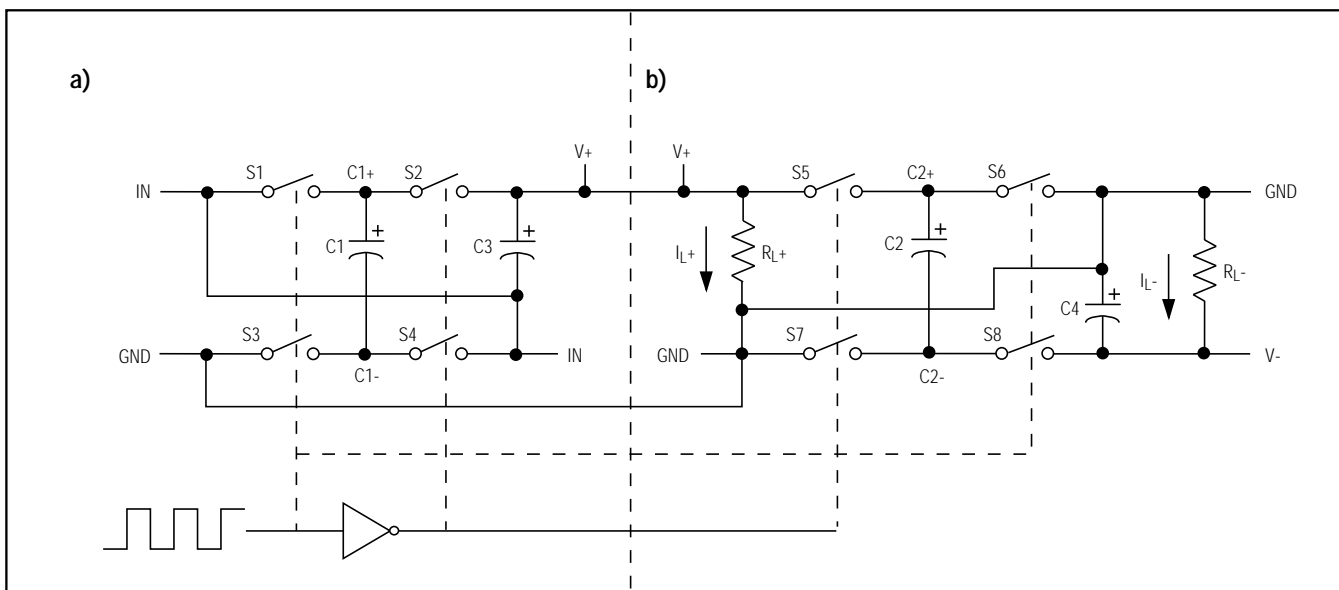 a)
b)
V+
V+
S1
C1+
S2
S5
C2+
S6
IN
GND
C1
+
C3
+
IL+
RL+
C2
+
IL-
RL-
+
C4
S3
S4
S7
S8
GND
IN
GND
V-
C1-
C2-